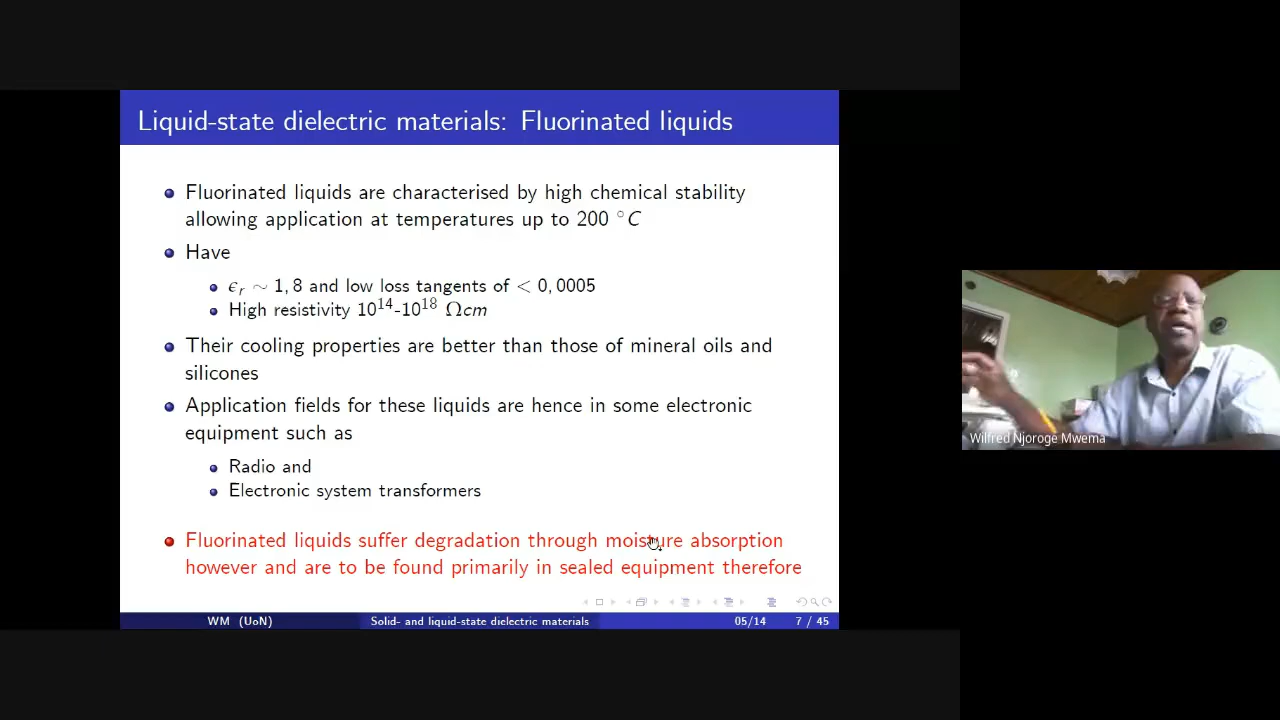 Liquid-state dielectric materials: Fluorinated liquids
Fluorinated liquids are characterised by high chemical stability
allowing application at temperatures up to 200 °C
Have
ϵr ∼ 1, 8 and low loss tangents of < 0, 0005
High resistivity 10^14-10^18 Ωcm
Their cooling properties are better than those of mineral oils and
silicones
Application fields for these liquids are hence in some electronic
equipment such as
Radio and
Electronic system transformers
Fluorinated liquids suffer degradation through moisture absorption
however and are to be found primarily in sealed equipment therefore
WM (UoN) Solid- and liquid-state dielectric materials 05/14 7 / 45
Wilfred Njoroge Mwema